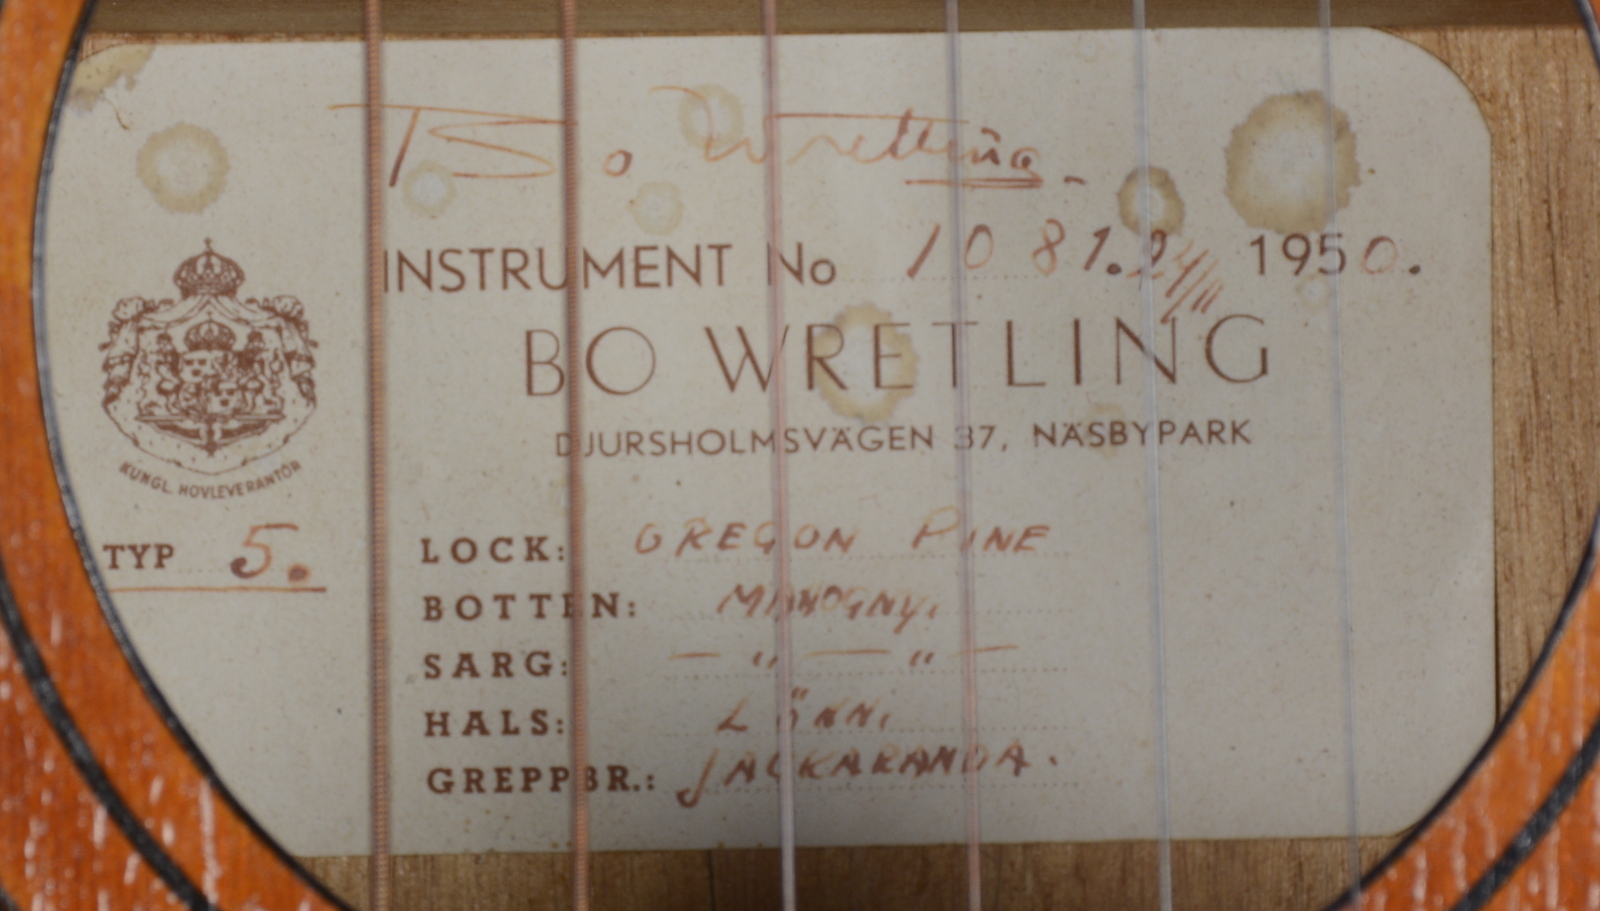 Bo Wretling
INSTRUMENT No 1081. 24/11 1950.
BO WRETLING
DJURSHOLMSVÄGEN 37, NÄSBYPARK
KUNGL. HOVLEVERANTÖR
TYP 5.
LOCK: OREGON PINE
BOTTEN: MAHOGNY.
SARG: — „ — „ —
HALS: LÖNN.
GREPPBR.: JACKARANDA.